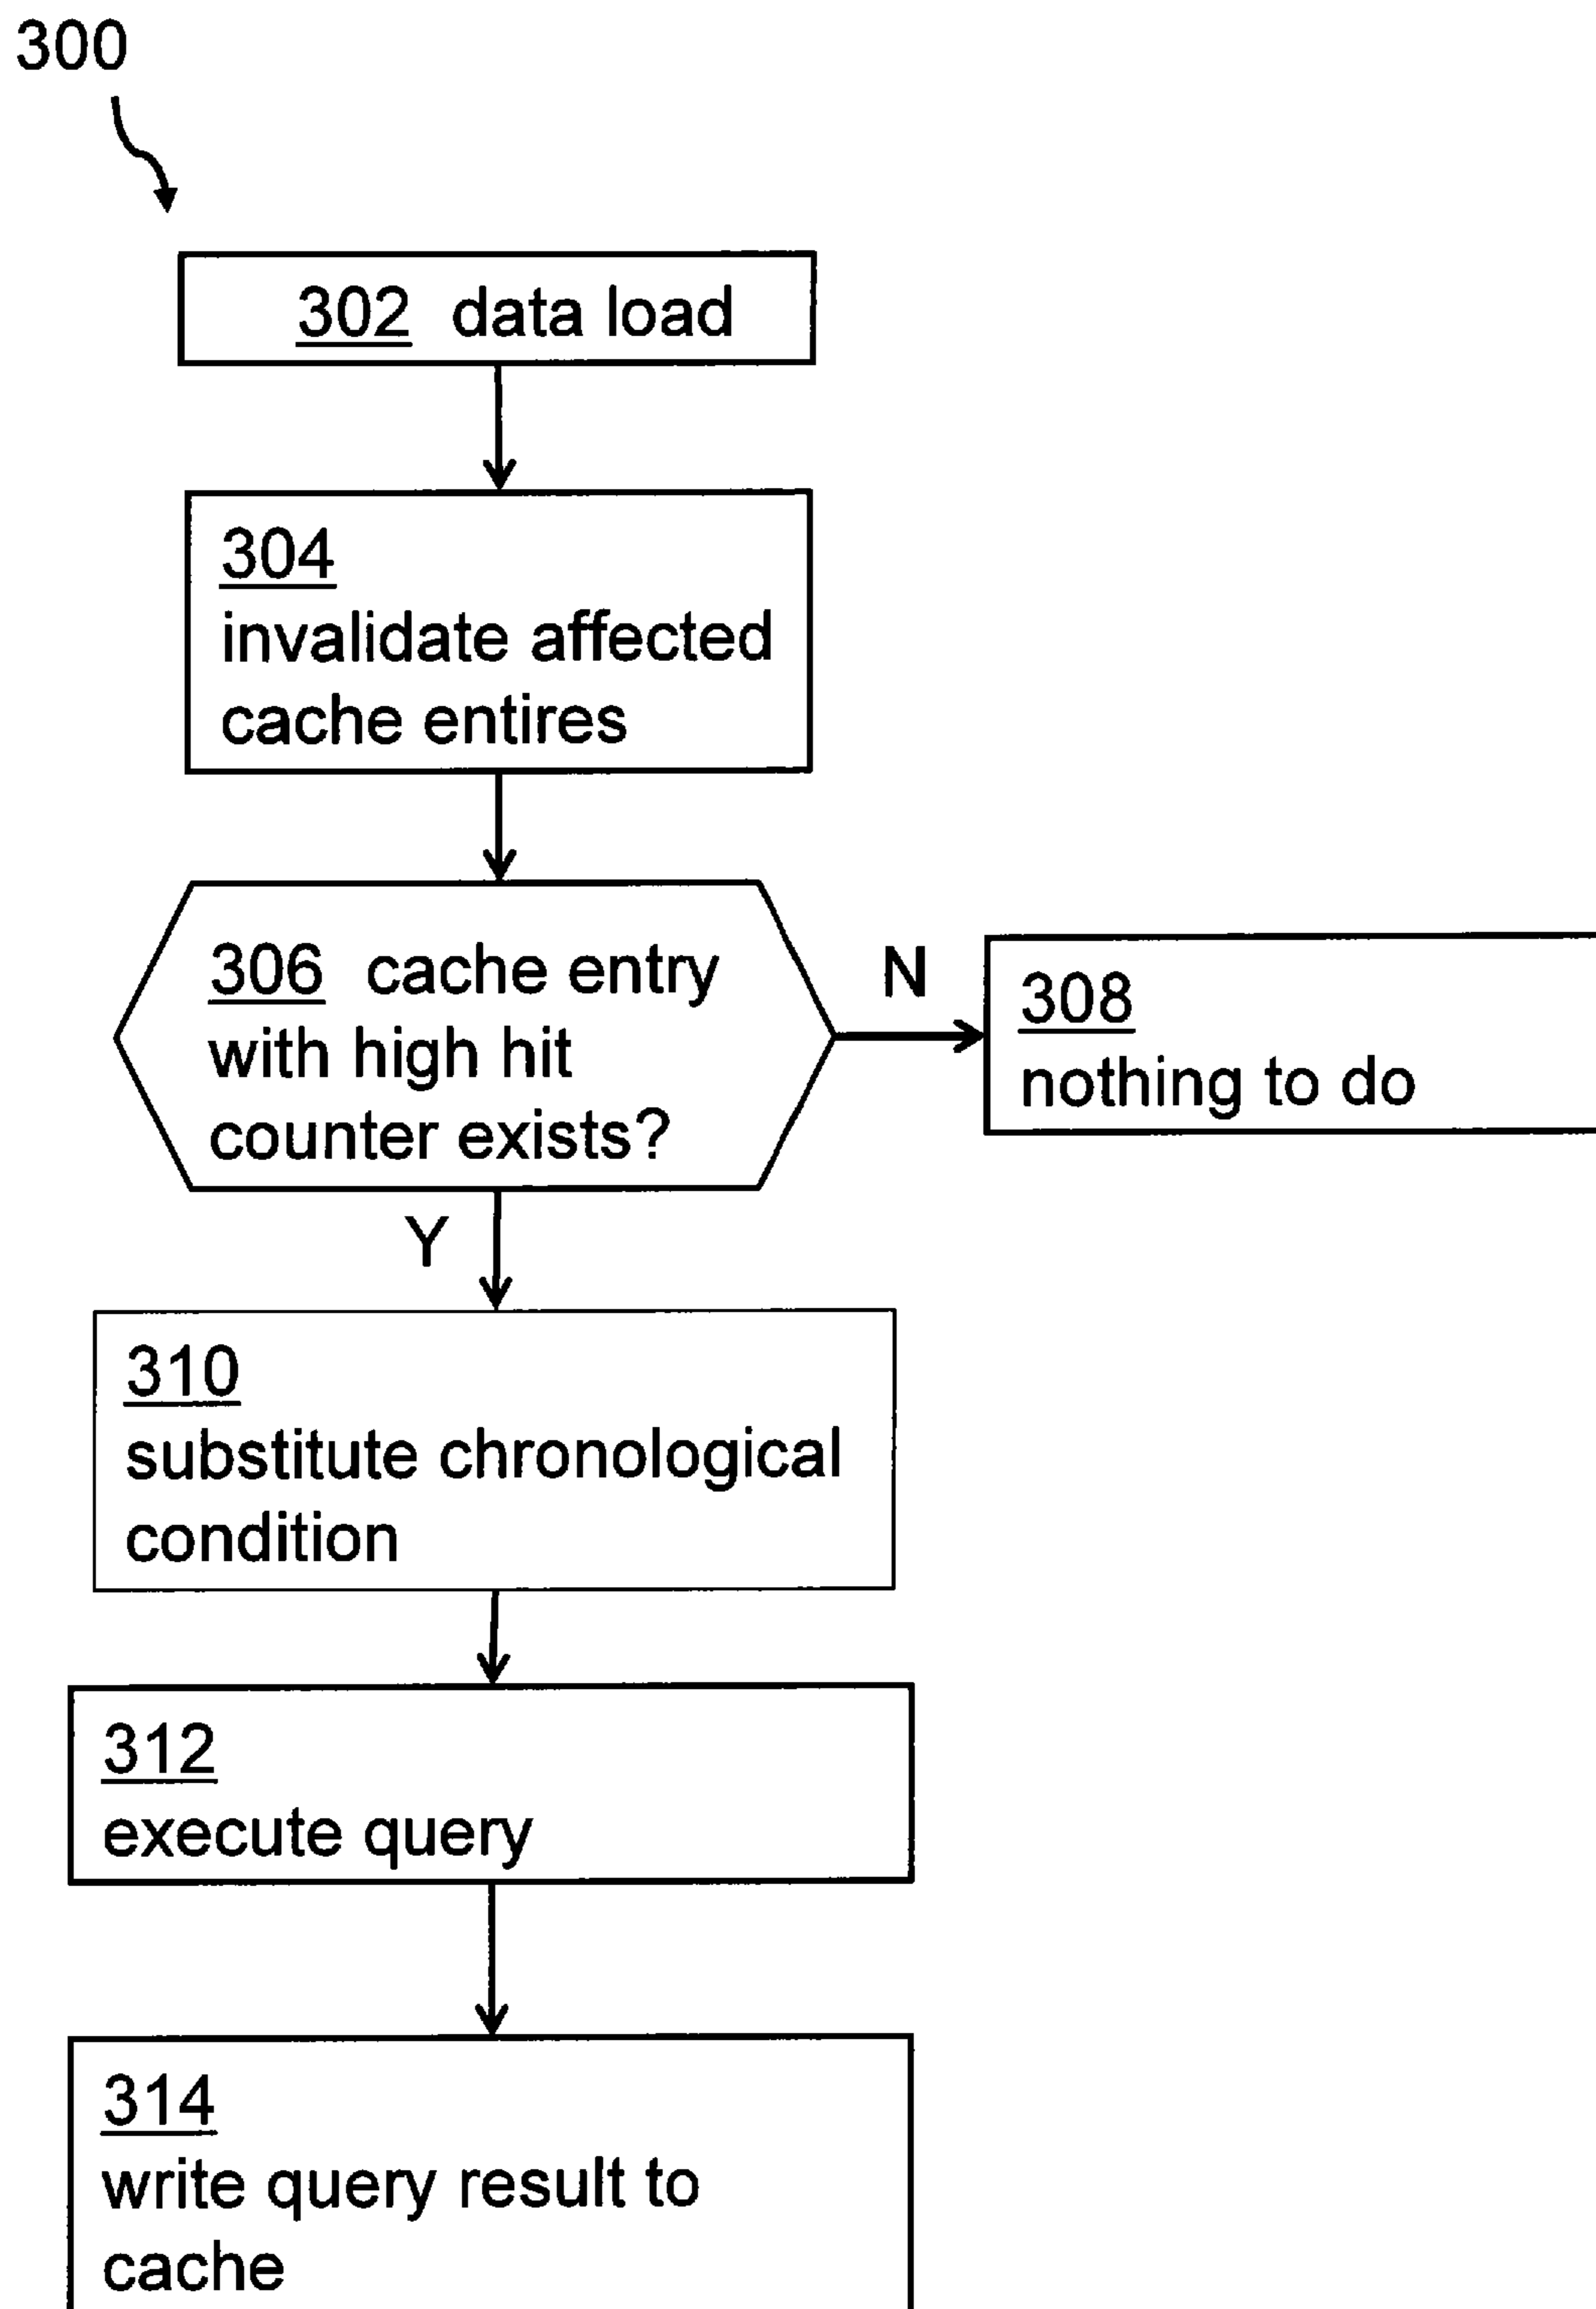 300
302 data load
304
invalidate affected
cache entires
306 cache entry
with high hit
counter exists?
N
308
nothing to do
Y
310
substitute chronological
condition
312
execute query
314
write query result to
cache